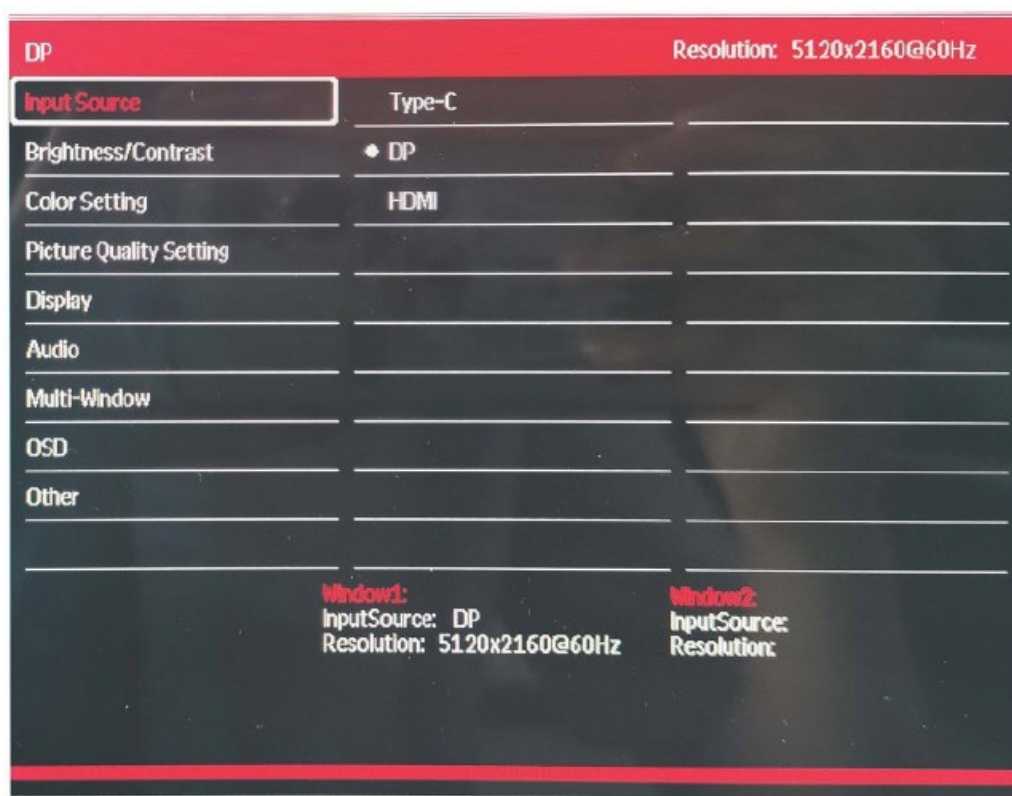 DP Resolution: 5120x2160@60Hz
Input Source Type-C
Brightness/Contrast DP
Color Setting HDMI
Picture Quality Setting
Display
Audio
Multi-Window
OSD
Other
Window1: Window2:
InputSource: DP InputSource:
Resolution: 5120x2160@60Hz Resolution: